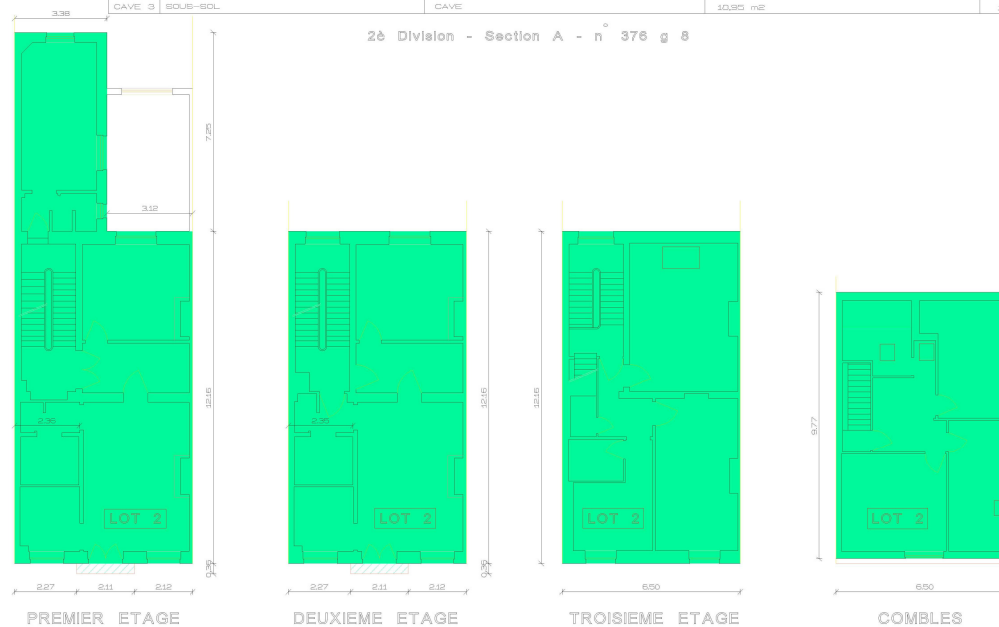 CAVE 3 SOUS-SOL CAVE 10,95 m2
2è Division - Section A - n° 376 g 8
3.38
7.25
3.12
12.16
2.36
LOT 2
0.36
2.27 2.11 2.12
PREMIER ETAGE
12.16
2.35
LOT 2
0.36
2.27 2.11 2.12
DEUXIEME ETAGE
12.16
LOT 2
6.50
TROISIEME ETAGE
9.77
LOT 2
6.50
COMBLES